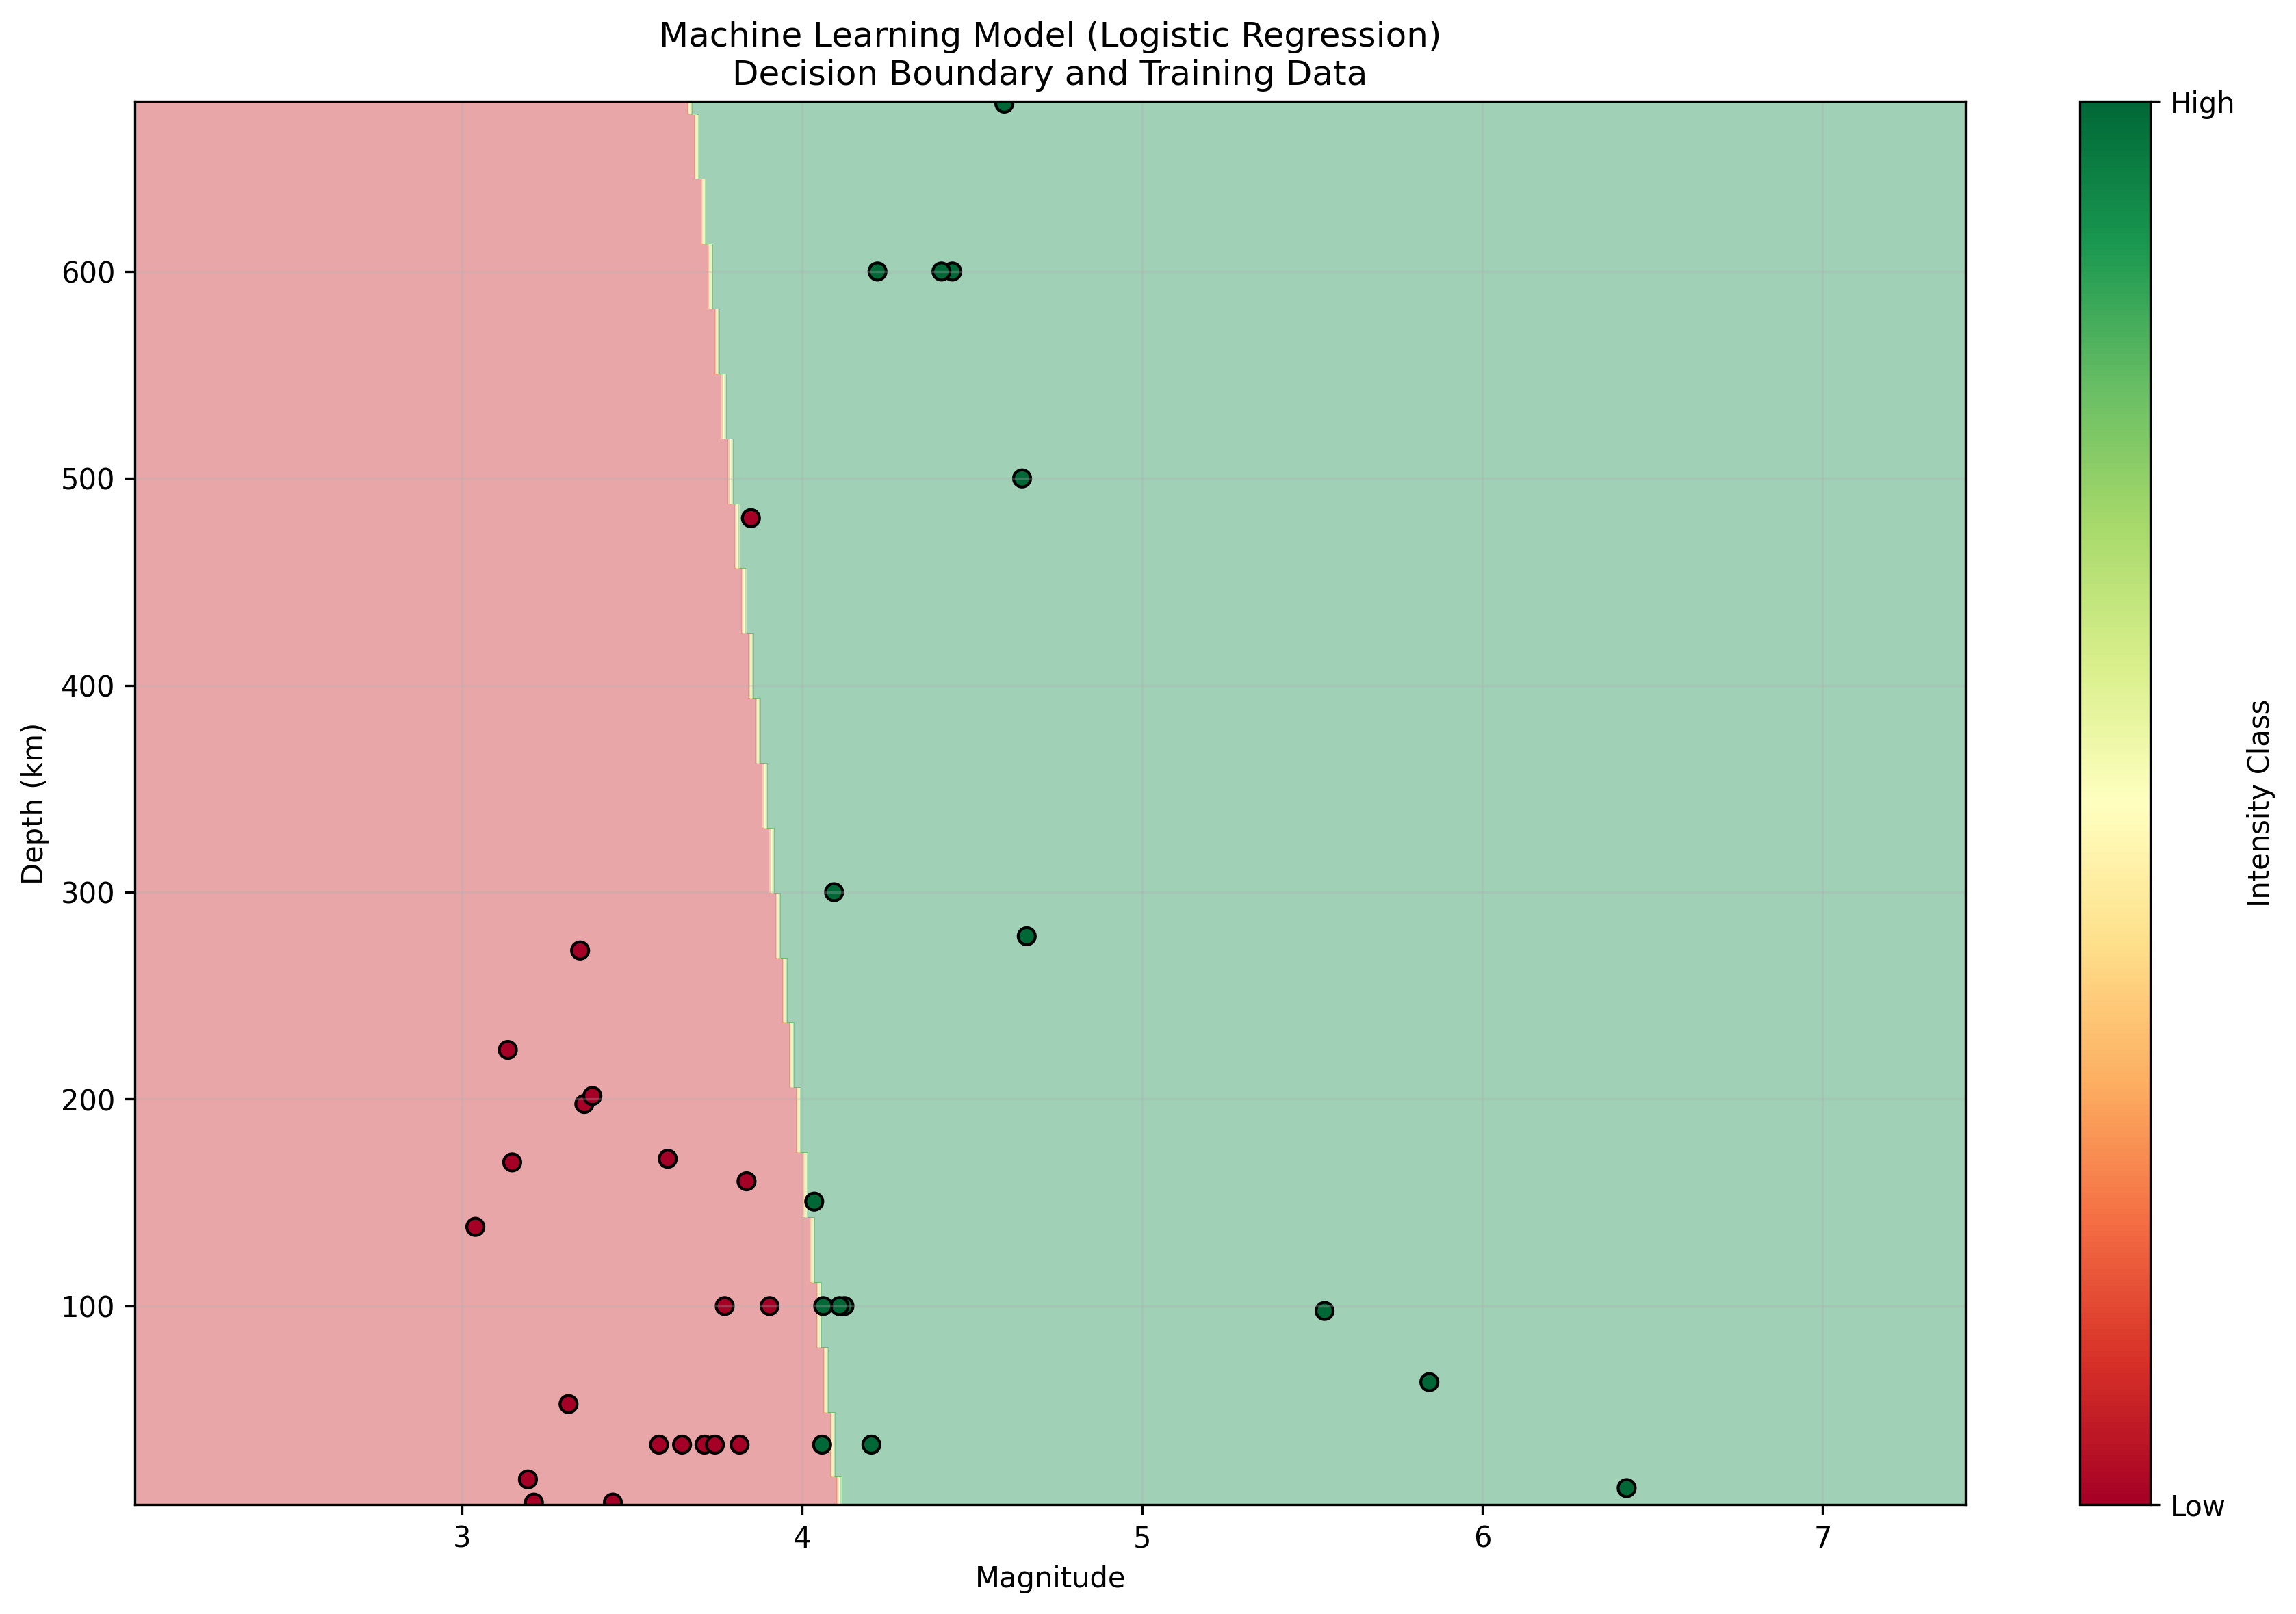 Machine Learning Model (Logistic Regression)
Decision Boundary and Training Data
Depth (km)
600
500
400
300
200
100
3 4 5 6 7
Magnitude
High
Low
Intensity Class